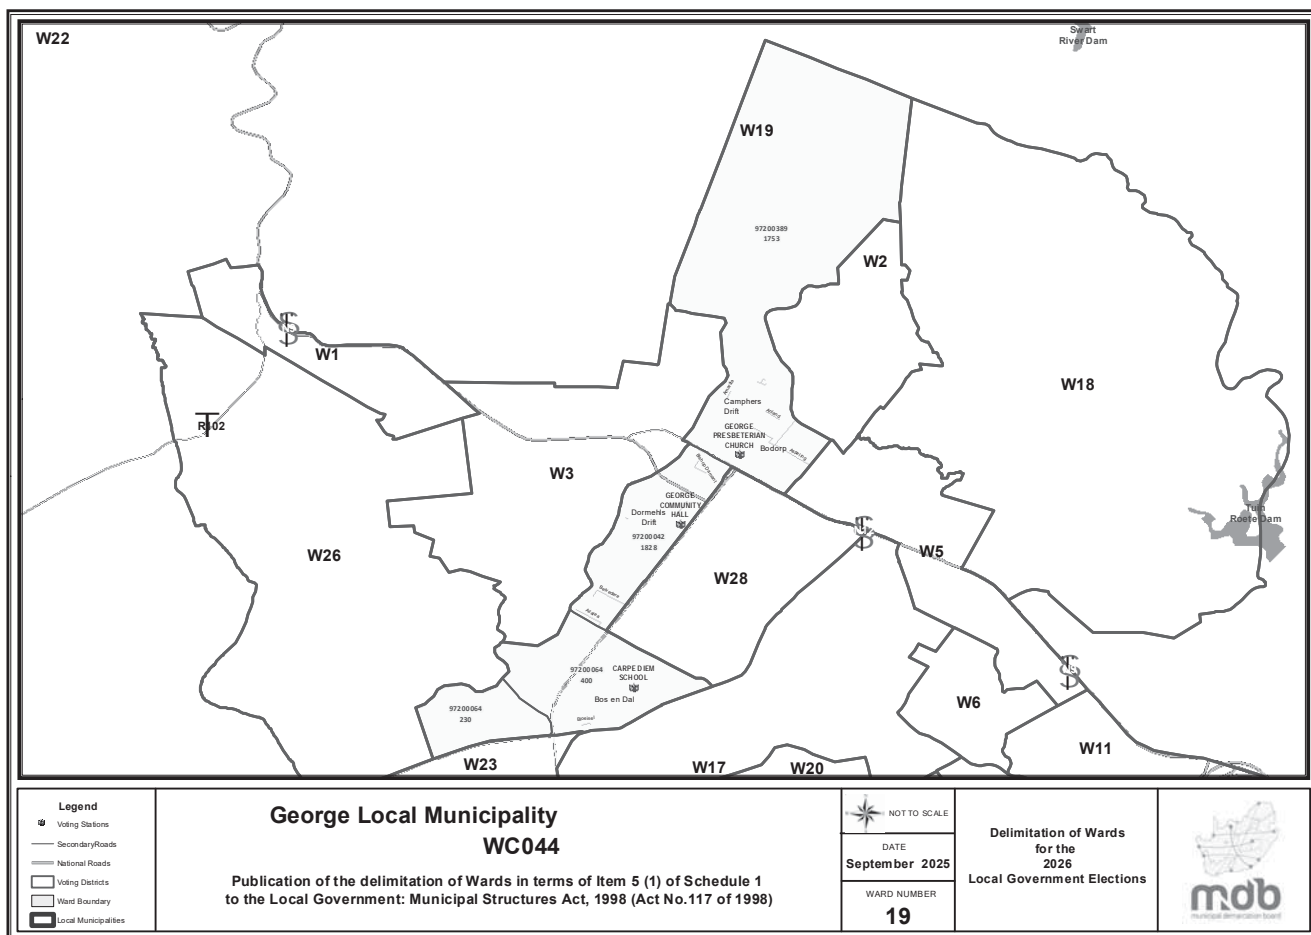 W22
Swart
River Dam
W19
97200389
1753
W2
W1
W18
R402
Camphers
Drift
GEORGE
PRESBETERIAN
CHURCH
Bodorp
W3
GEORGE
COMMUNITY
HALL
Dormehls
Drift
97200042
1828
Tuin
Roete Dam
W26
W28
W5
97200064
400
CARPE DIEM
SCHOOL
Bos en Dal
97200064
230
W6
W11
W23
W17
W20
Legend
Voting Stations
SecondaryRoads
National Roads
Voting Districts
Ward Boundary
Local Municipalities
George Local Municipality
WC044
Publication of the delimitation of Wards in terms of Item 5 (1) of Schedule 1
to the Local Government: Municipal Structures Act, 1998 (Act No.117 of 1998)
NOT TO SCALE
DATE
September 2025
WARD NUMBER
19
Delimitation of Wards
for the
2026
Local Government Elections
mdb
municipal demarcation board